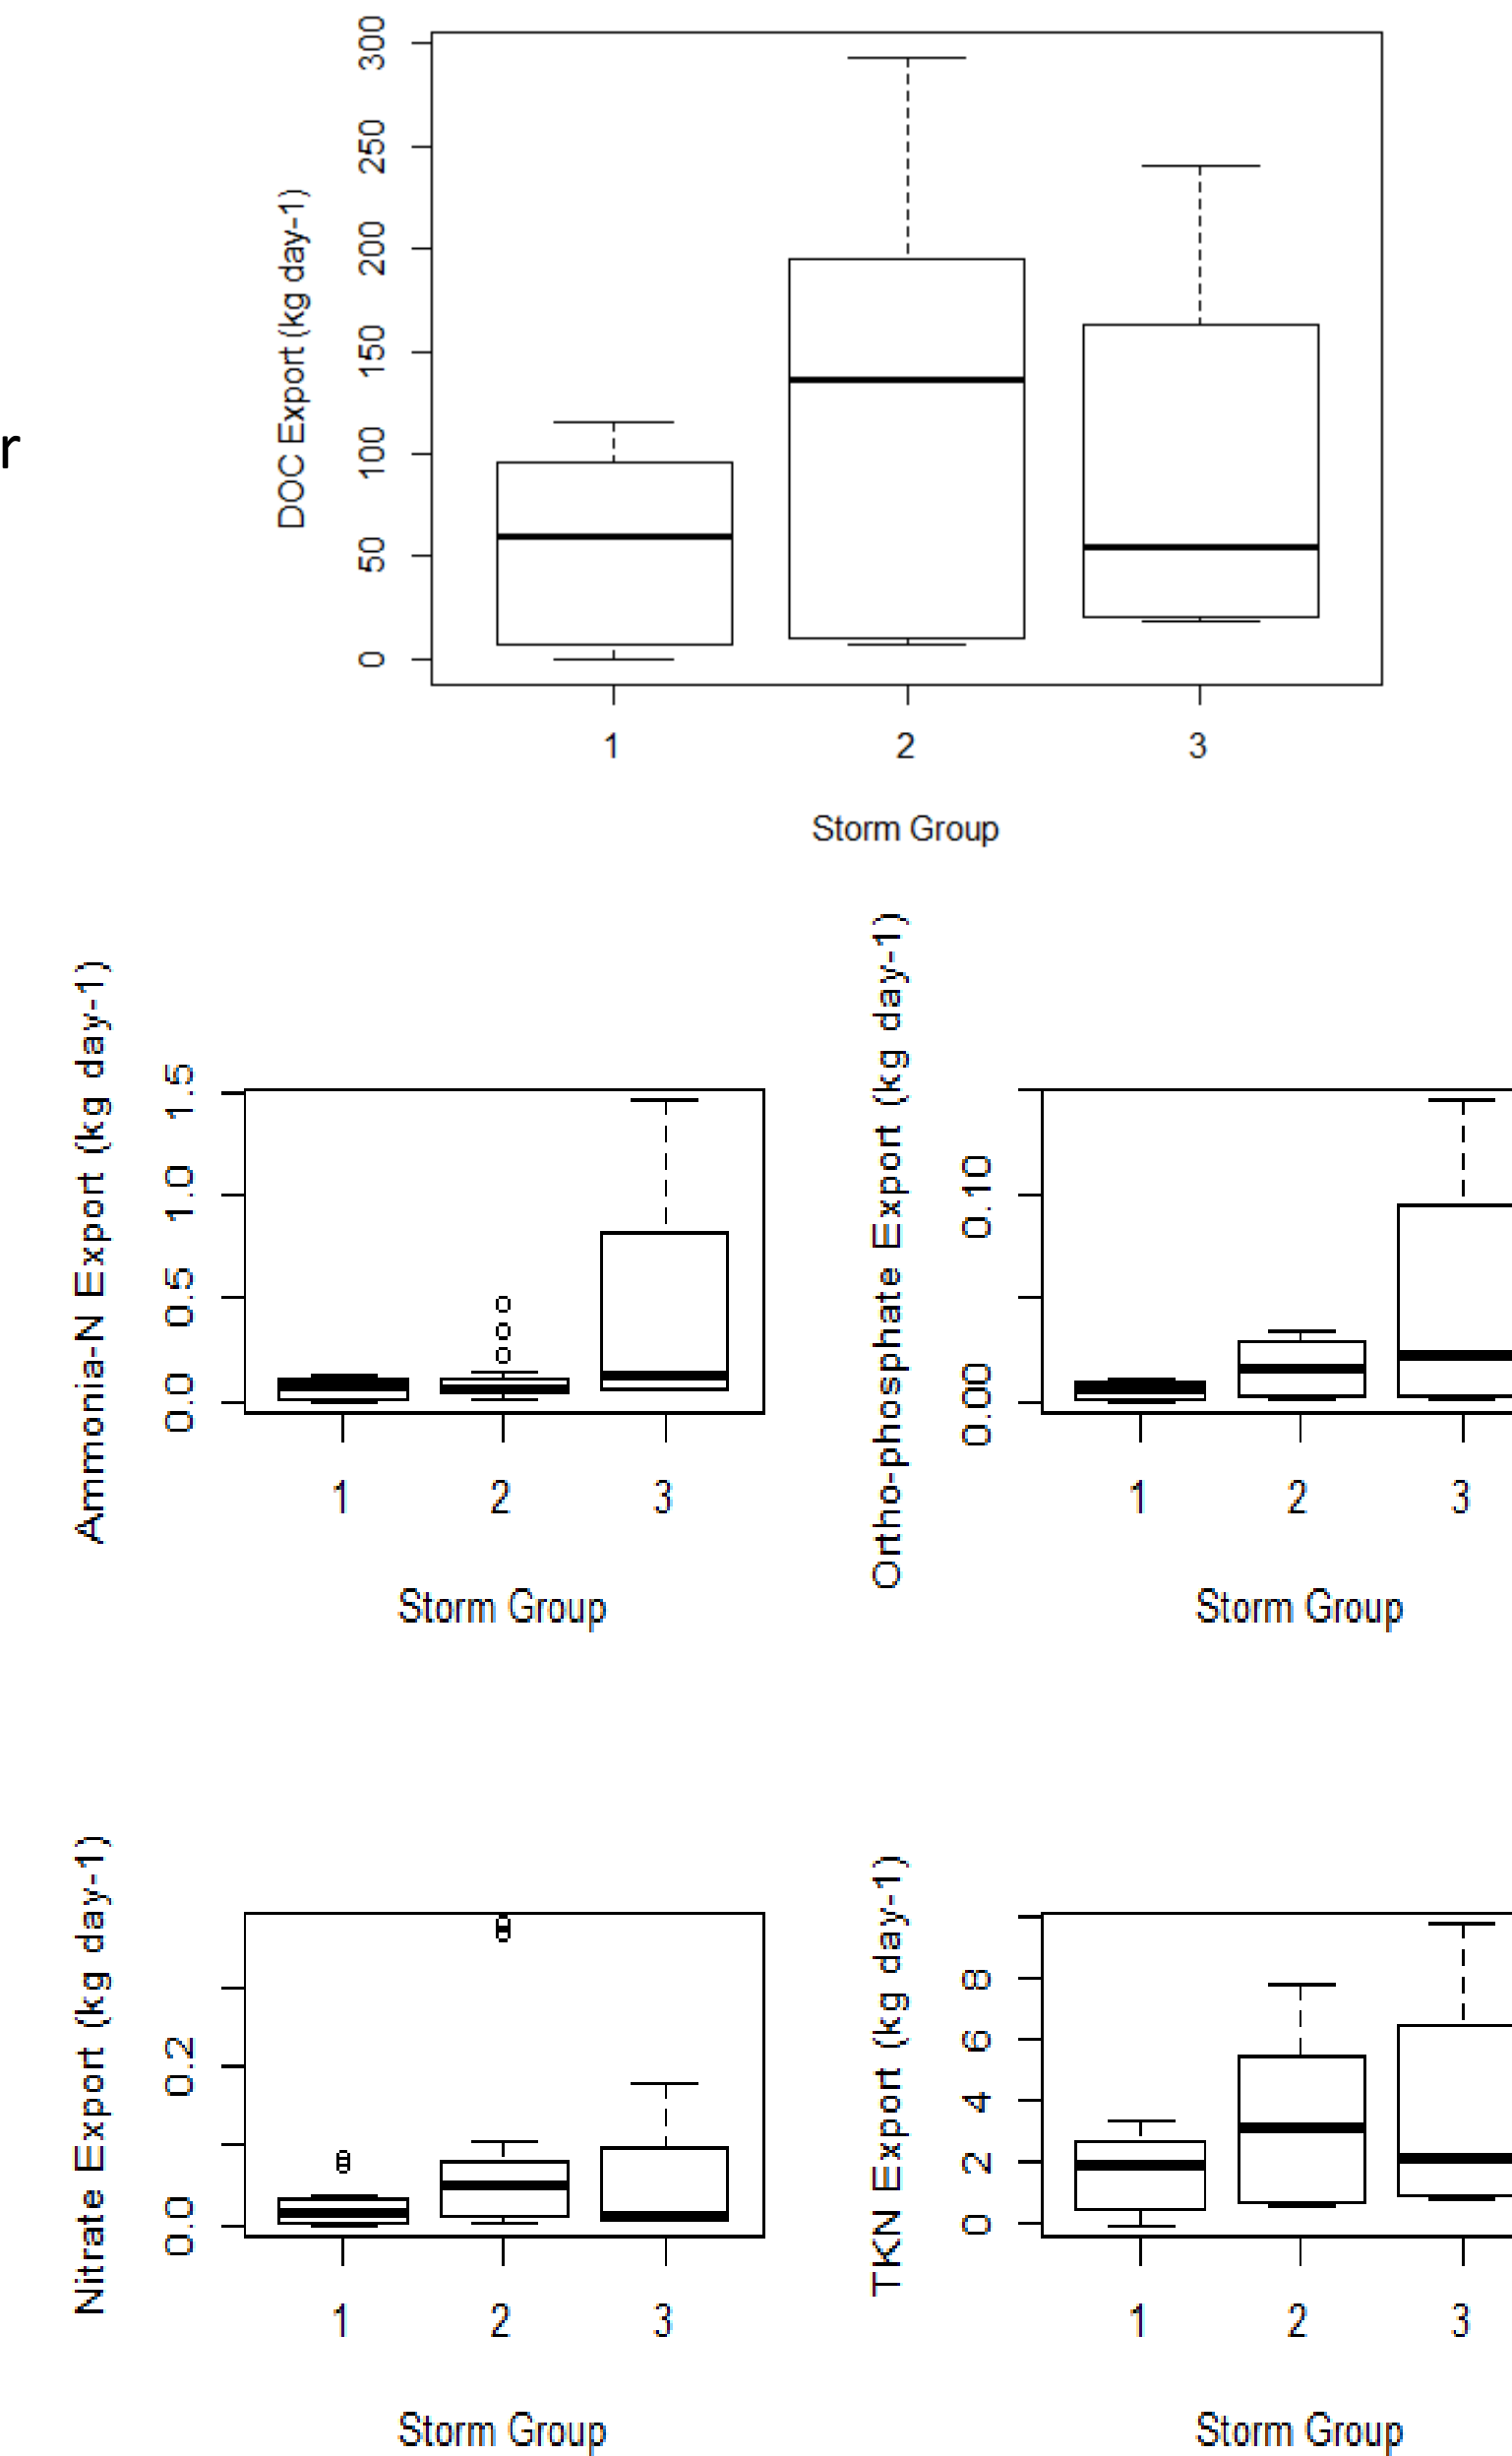 r
DOC Export (kg day-1)
300
250
200
150
100
50
0
1 2 3
Storm Group
Ammonia-N Export (kg day-1)
1.5
1.0
0.5
0.0
1 2 3
Storm Group
Ortho-phosphate Export (kg day-1)
0.10
0.00
1 2 3
Storm Group
Nitrate Export (kg day-1)
0.2
0.0
1 2 3
Storm Group
TKN Export (kg day-1)
8
6
4
2
0
1 2 3
Storm Group